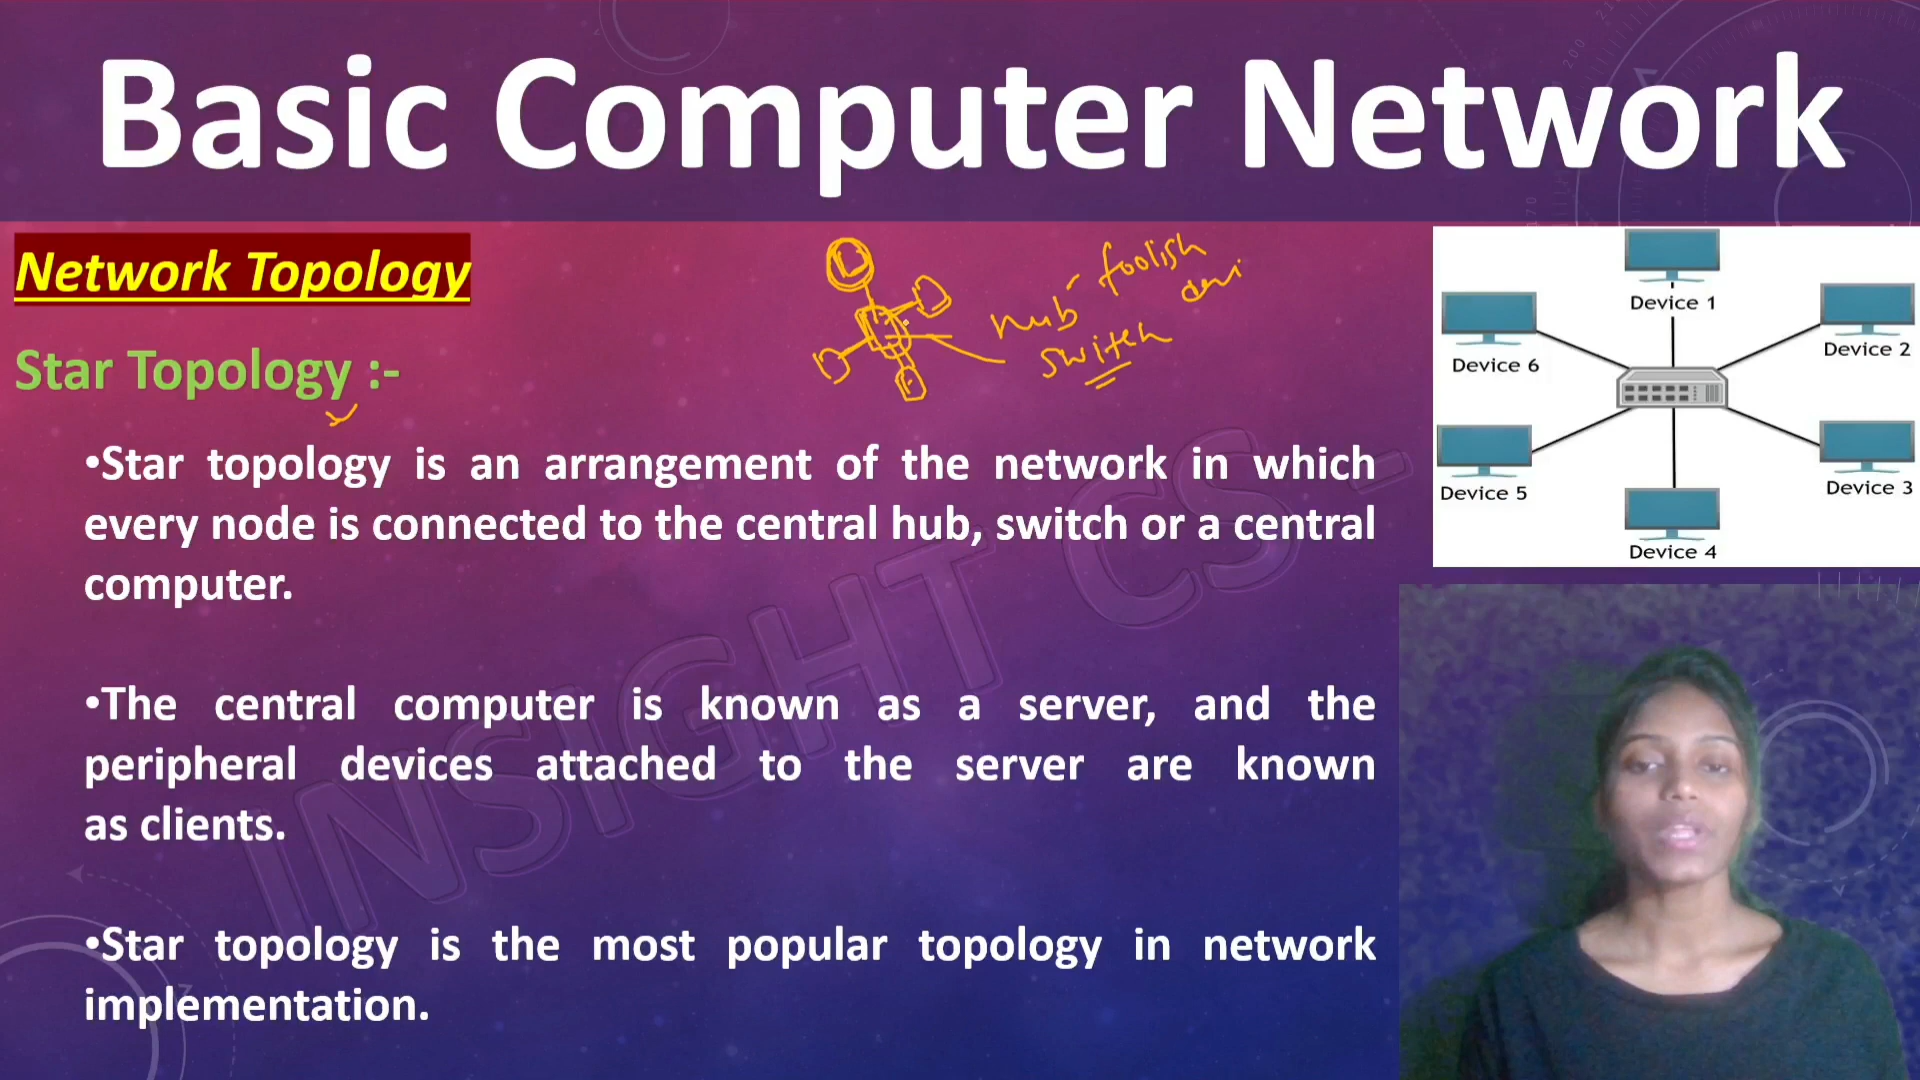 Basic Computer Network
Network Topology
Star Topology :-
hub - foolish
devi
switch
•Star topology is an arrangement of the network in which
every node is connected to the central hub, switch or a central
computer.
•The central computer is known as a server, and the
peripheral devices attached to the server are known
as clients.
•Star topology is the most popular topology in network
implementation.
Device 1
Device 2
Device 6
Device 5
Device 3
Device 4
INSIGHT CS -